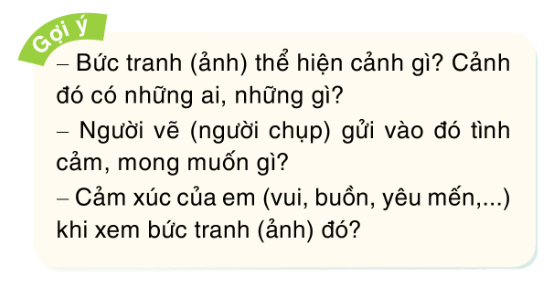 Gợi ý
– Bức tranh (ảnh) thể hiện cảnh gì? Cảnh
đó có những ai, những gì?
– Người vẽ (người chụp) gửi vào đó tình
cảm, mong muốn gì?
– Cảm xúc của em (vui, buồn, yêu mến,...)
khi xem bức tranh (ảnh) đó?